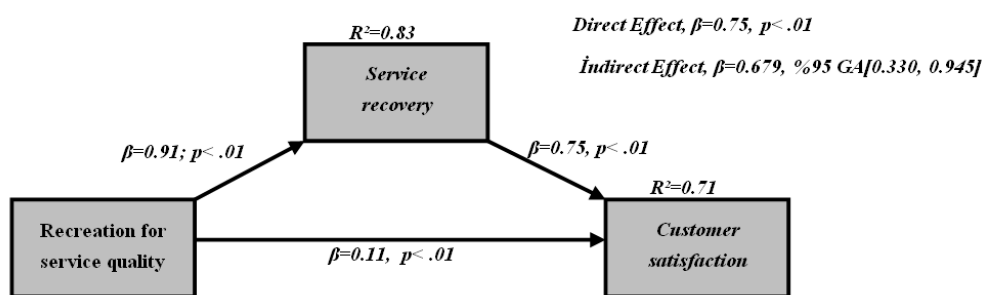 R²=0.83
Direct Effect, β=0.75, p< .01
İndirect Effect, β=0.679, %95 GA[0.330, 0.945]
Service
recovery
β=0.91; p< .01
β=0.75, p< .01
R²=0.71
Recreation for
service quality
β=0.11, p< .01
Customer
satisfaction